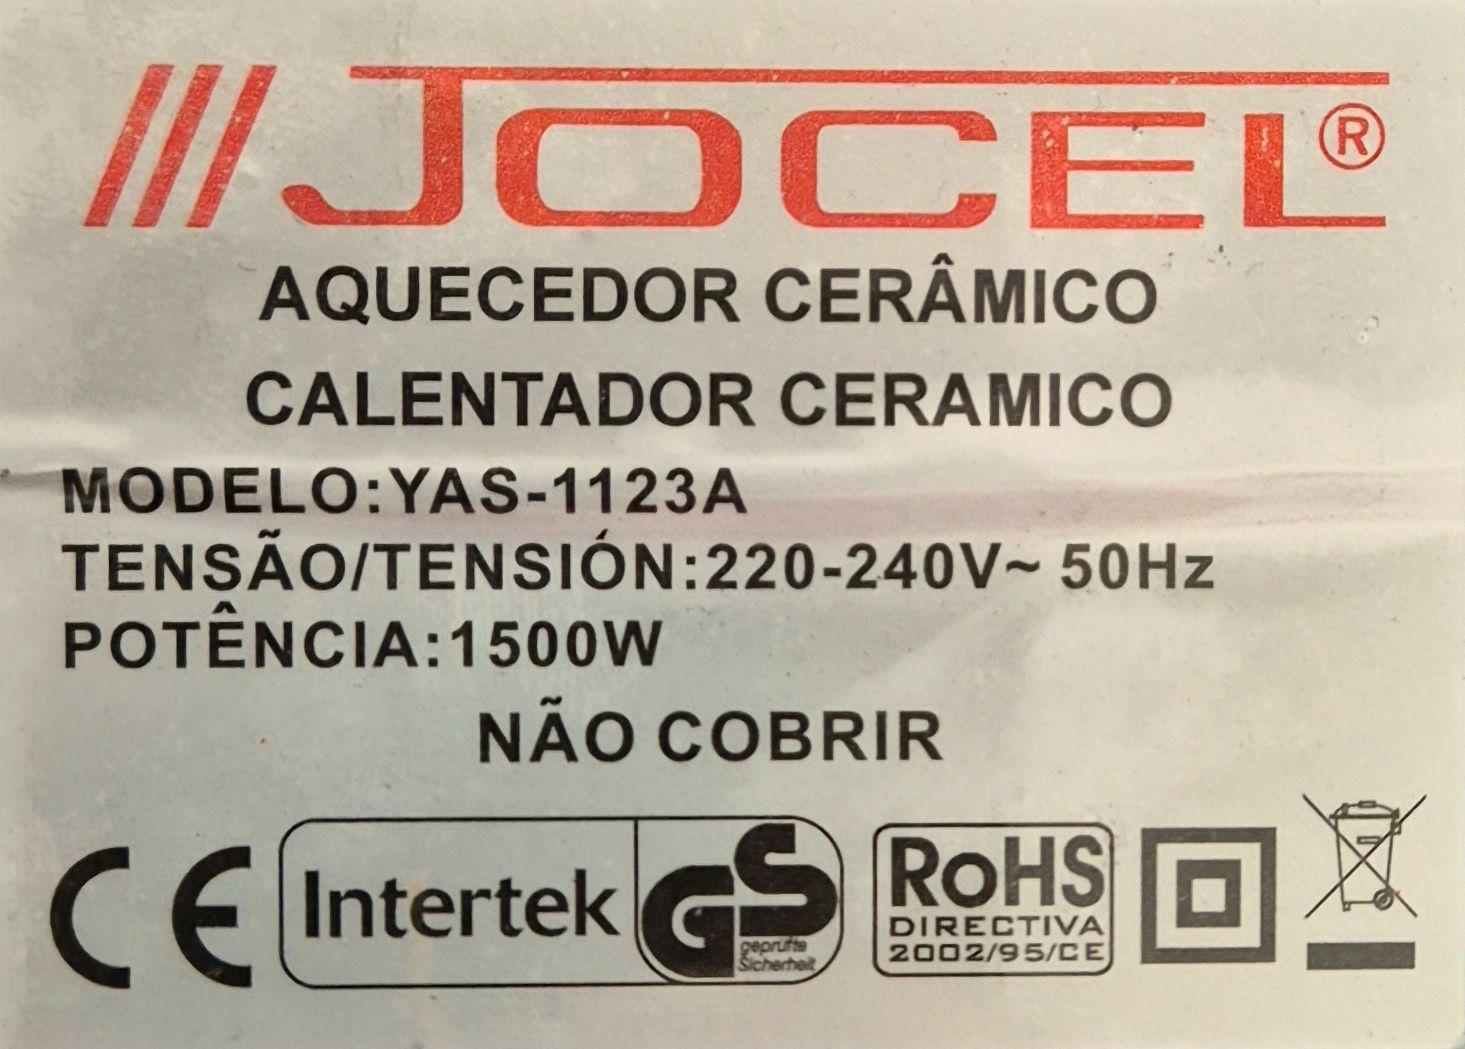 JOCEL®
AQUECEDOR CERÂMICO
CALENTADOR CERAMICO
MODELO:YAS-1123A
TENSÃO/TENSIÓN:220-240V~ 50Hz
POTÊNCIA:1500W
NÃO COBRIR
CE
Intertek
GS
geprüfte
Sicherheit
RoHS
DIRECTIVA
2002/95/CE